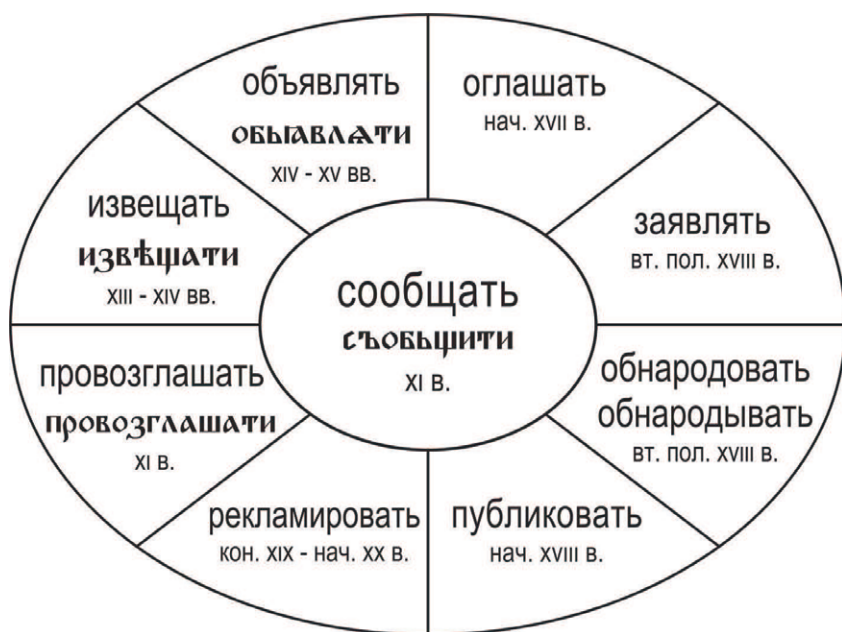 объявлять
обьꙗвлѧти
XIV - XV вв.
оглашать
нач. XVII в.
заявлять
вт. пол. XVIII в.
обнародовать
обнародывать
вт. пол. XVIII в.
публиковать
нач. XVIII в.
рекламировать
кон. XIX - нач. XX в.
провозглашать
провозглашати
XI в.
извещать
извѣщати
XIII - XIV вв.
сообщать
съобьщити
XI в.